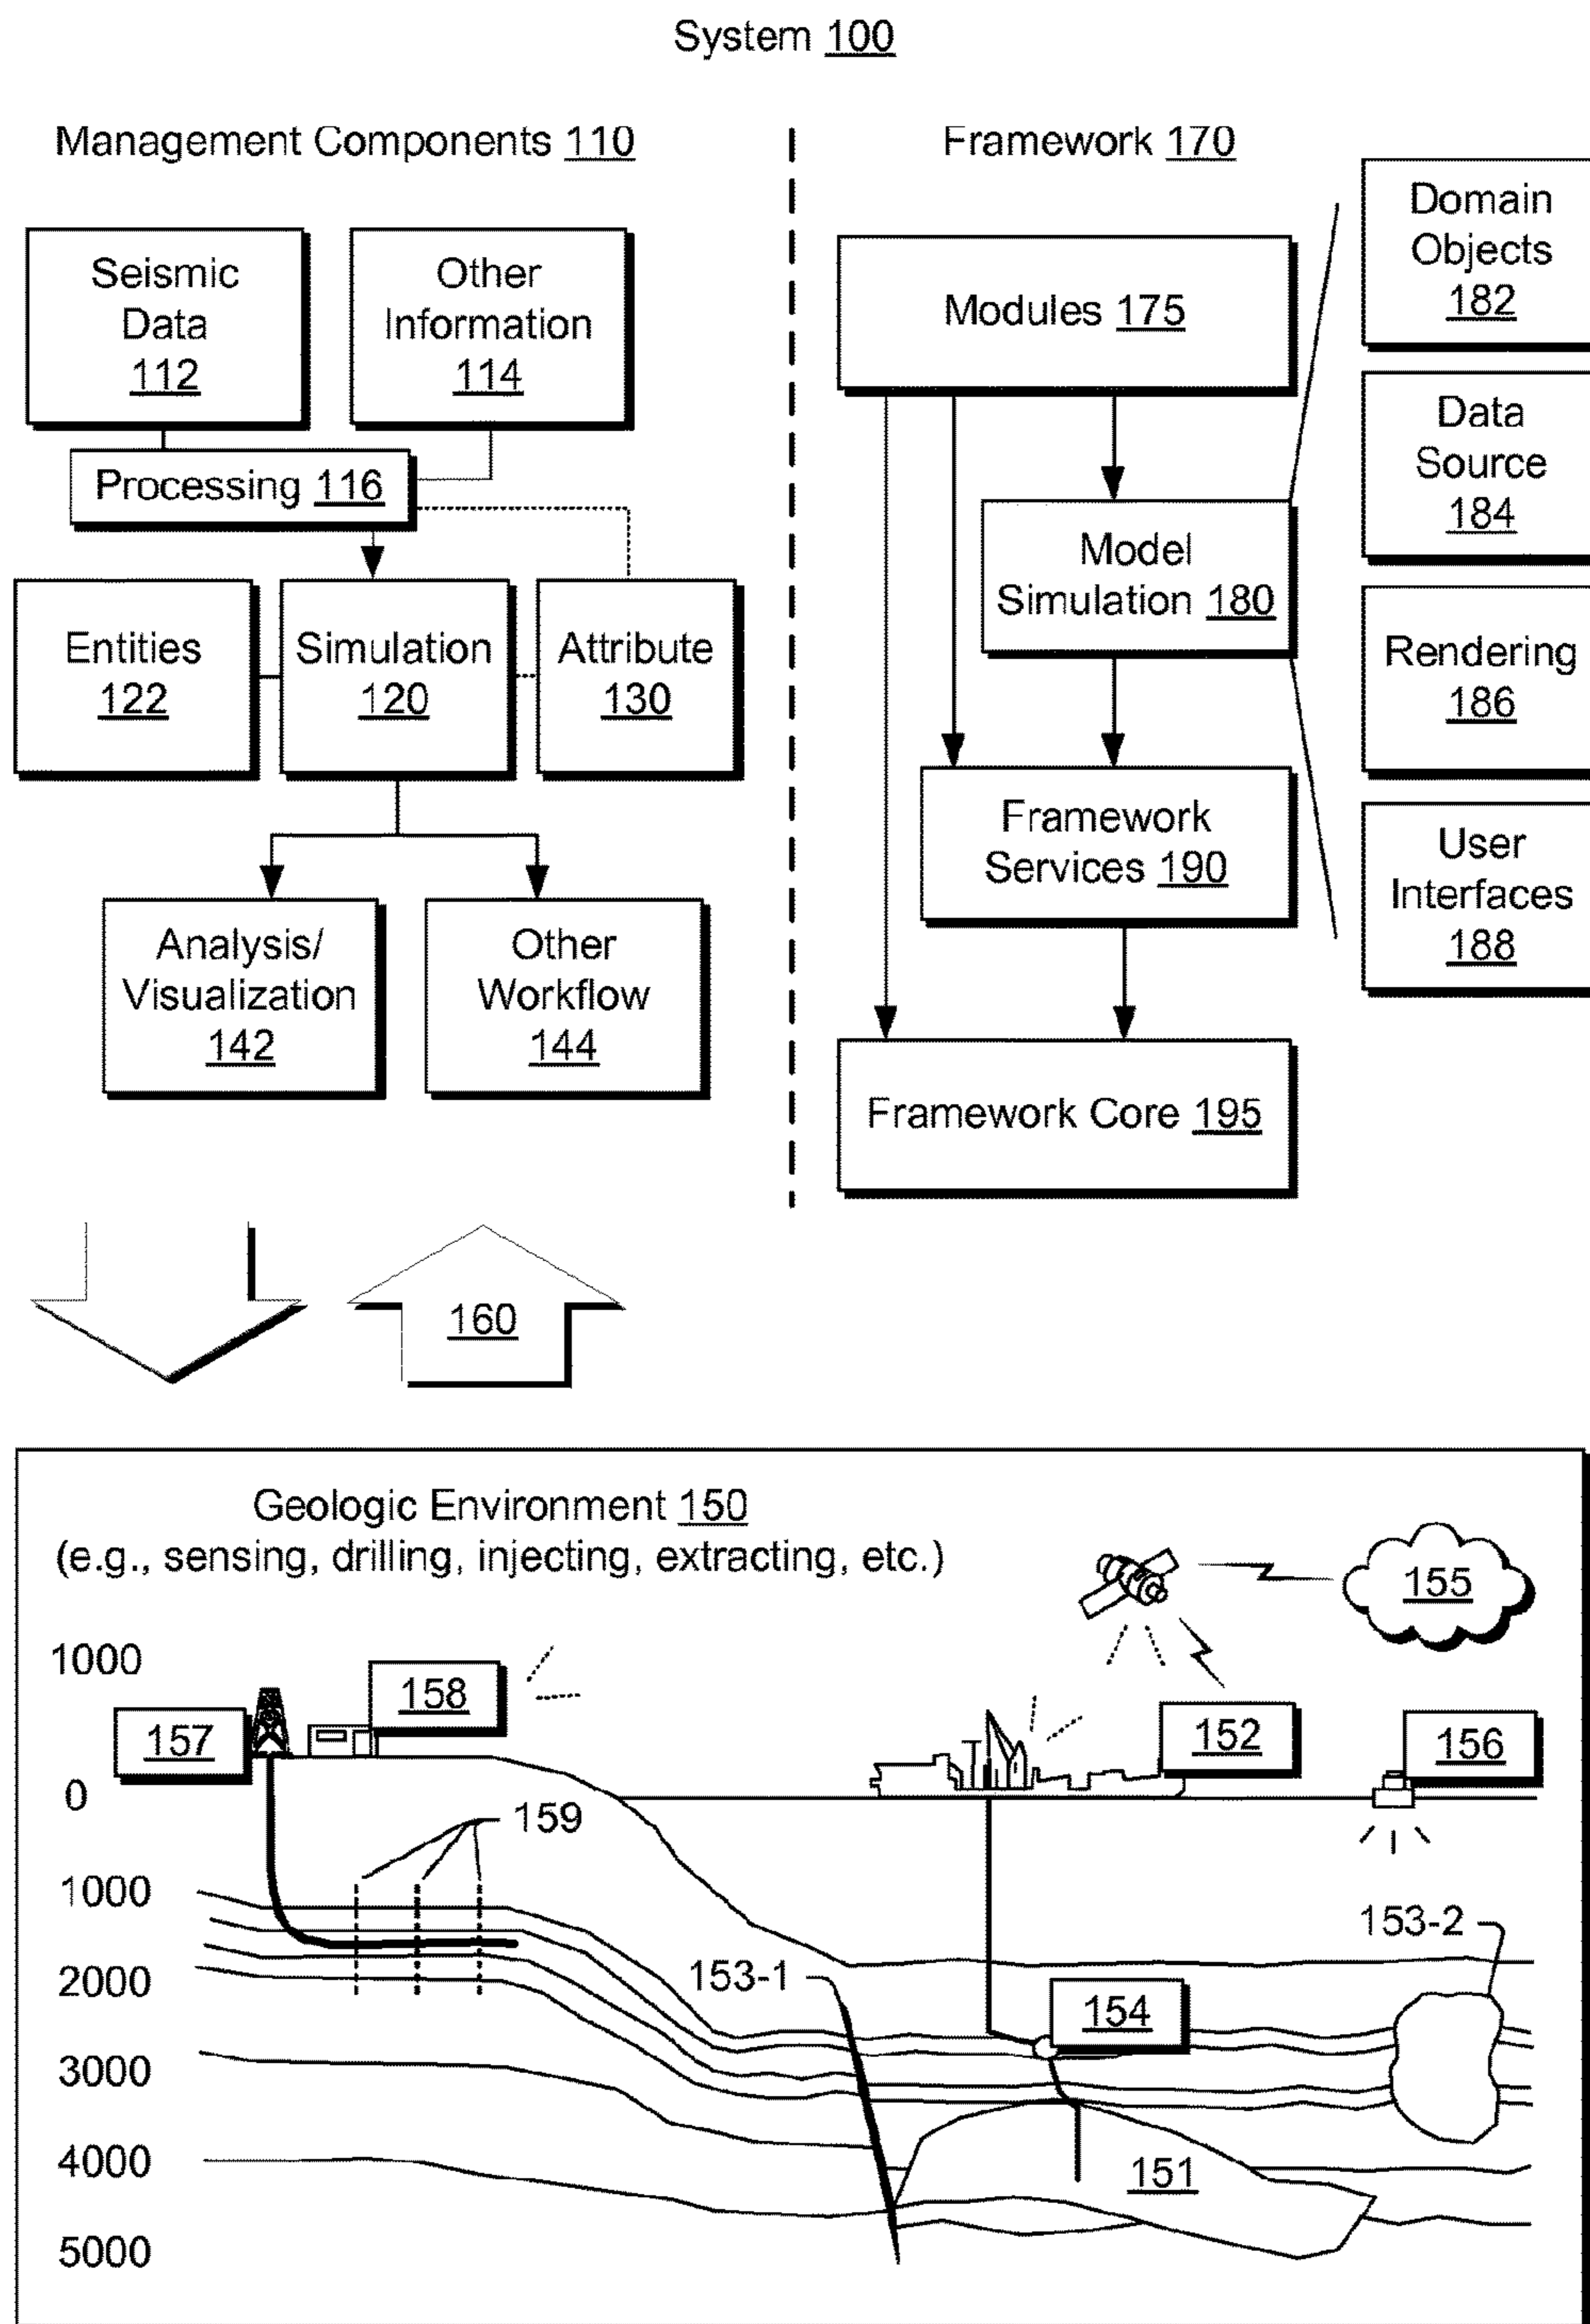 System 100
Management Components 110
Framework 170
Seismic
Data
112
Other
Information
114
Processing 116
Entities
122
Simulation
120
Attribute
130
Analysis/
Visualization
142
Other
Workflow
144
Modules 175
Model
Simulation 180
Framework
Services 190
Framework Core 195
Domain
Objects
182
Data
Source
184
Rendering
186
User
Interfaces
188
160
Geologic Environment 150
(e.g., sensing, drilling, injecting, extracting, etc.)
155
1000
158
157
152
156
0
159
1000
153-2
153-1
2000
154
3000
4000
151
5000